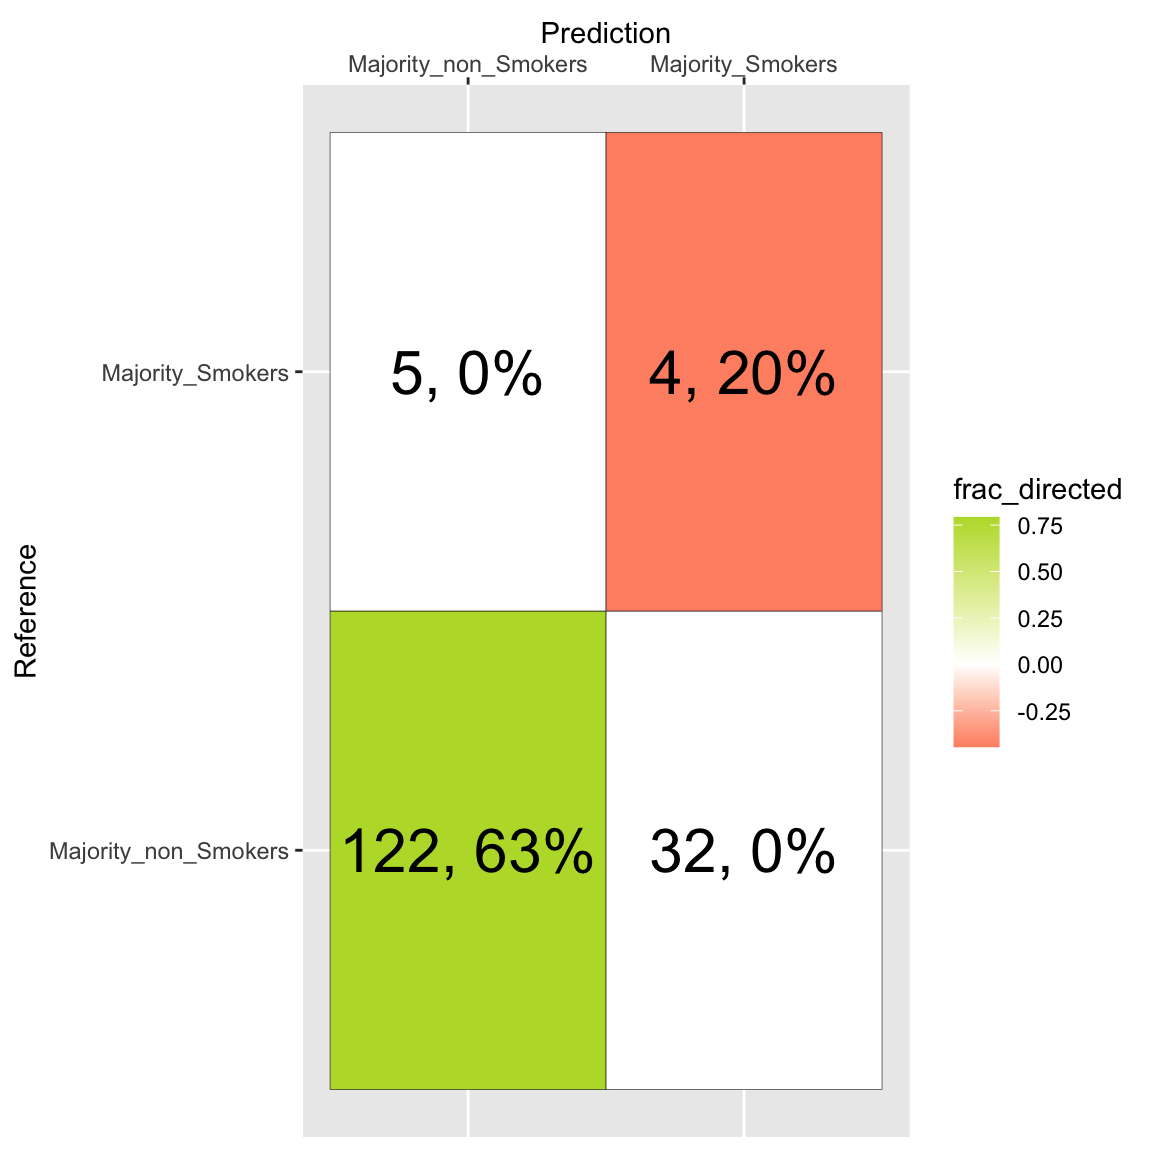 Prediction
Majority_non_Smokers Majority_Smokers
Majority_Smokers
5, 0% 4, 20%
Reference
Majority_non_Smokers
122, 63% 32, 0%
frac_directed
0.75
0.50
0.25
0.00
-0.25